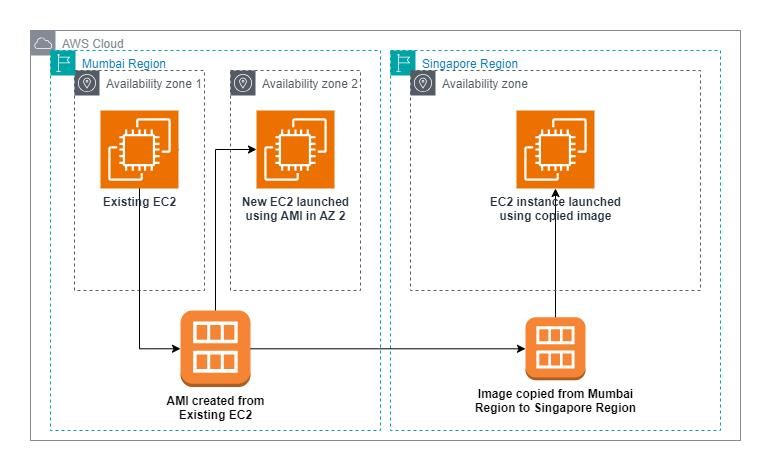 AWS Cloud
Mumbai Region
Singapore Region
Availability zone 1
Availability zone 2
Availability zone
Existing EC2
New EC2 launched
using AMI in AZ 2
EC2 instance launched
using copied image
AMI created from
Existing EC2
Image copied from Mumbai
Region to Singapore Region